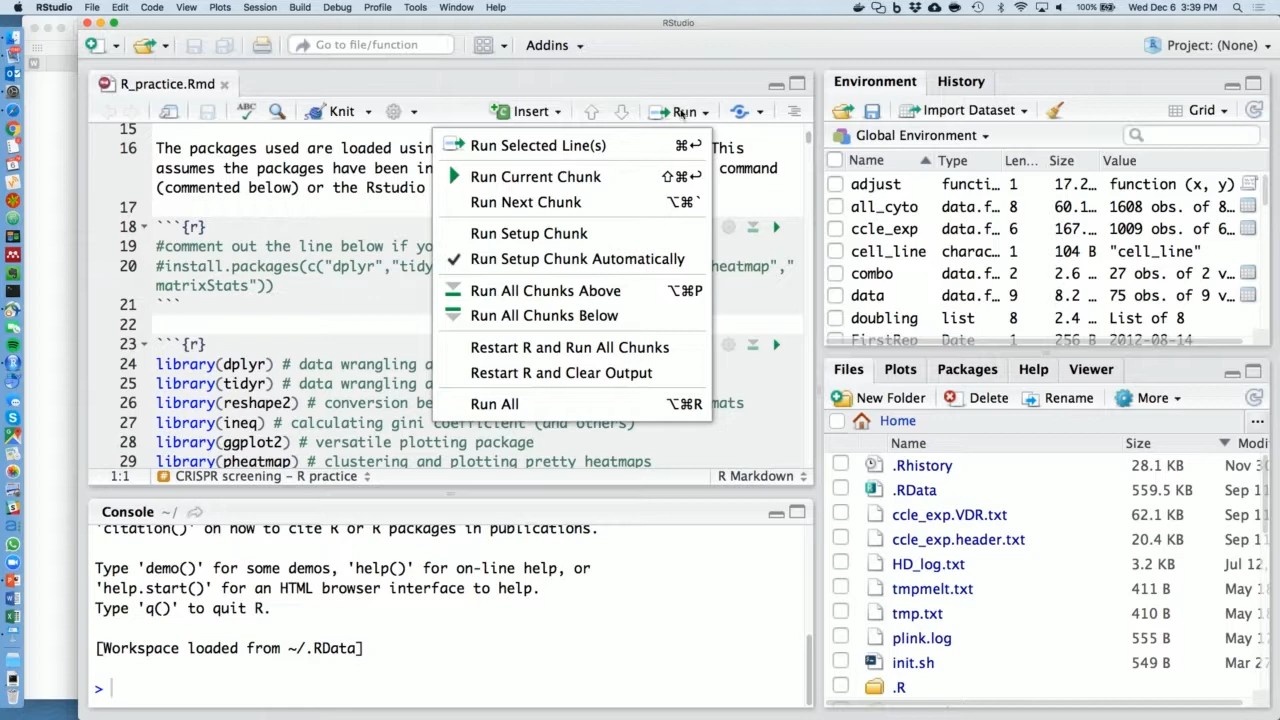 RStudio File Edit Code View Plots Session Build Debug Profile Tools Window Help 100% Wed Dec 6 3:39 PM
RStudio
Go to file/function Addins Project: (None)
R_practice.Rmd
ABC Knit Insert Run
15
16 The packages used are loaded usin This
assumes the packages have been in command
(commented below) or the Rstudio
17
18 ```{r}
19 #comment out the line below if yo
20 #install.packages(c("dplyr","tidy heatmap","
matrixStats"))
21 ```
22
23 ```{r}
24 library(dplyr) # data wrangling a
25 library(tidyr) # data wrangling a
26 library(reshape2) # conversion be mats
27 library(ineq) # calculating gini coefficient (and others)
28 library(ggplot2) # versatile plotting package
29 library(pheatmap) # clustering and plotting pretty heatmaps
1:1 CRISPR screening – R practice R Markdown
Run Selected Line(s) ⌘↩
Run Current Chunk ⇧⌘↩
Run Next Chunk ⌥⌘`
Run Setup Chunk
Run Setup Chunk Automatically
Run All Chunks Above ⌥⌘P
Run All Chunks Below
Restart R and Run All Chunks
Restart R and Clear Output
Run All ⌥⌘R
Console ~/
'citation()' on how to cite R or R packages in publications.
Type 'demo()' for some demos, 'help()' for on-line help, or
'help.start()' for an HTML browser interface to help.
Type 'q()' to quit R.
[Workspace loaded from ~/.RData]
>
Environment History
Import Dataset Grid
Global Environment
Name Type Len... Size Value
adjust functi... 1 17.2... function (x, y)
all_cyto data.f... 8 60.1... 1608 obs. of 8...
ccle_exp data.f... 6 167.... 1009 obs. of 6...
cell_line charac... 1 104 B "cell_line"
combo data.f... 2 2.6 ... 27 obs. of 2 v...
data data.f... 9 8.2 ... 75 obs. of 9 v...
doubling list 8 2.4 ... List of 8
FirstRep Date 1 256 B 2012-08-14
Files Plots Packages Help Viewer
New Folder Delete Rename More
Home ...
Name Size Modi
.Rhistory 28.1 KB Nov 30
.RData 559.5 KB Sep 11
ccle_exp.VDR.txt 62.1 KB Sep 11
ccle_exp.header.txt 20.4 KB Sep 11
HD_log.txt 3.2 KB Jul 12,
tmpmelt.txt 411 B May 1
tmp.txt 410 B May 1
plink.log 555 B May 1
init.sh 549 B Mar 2
.R